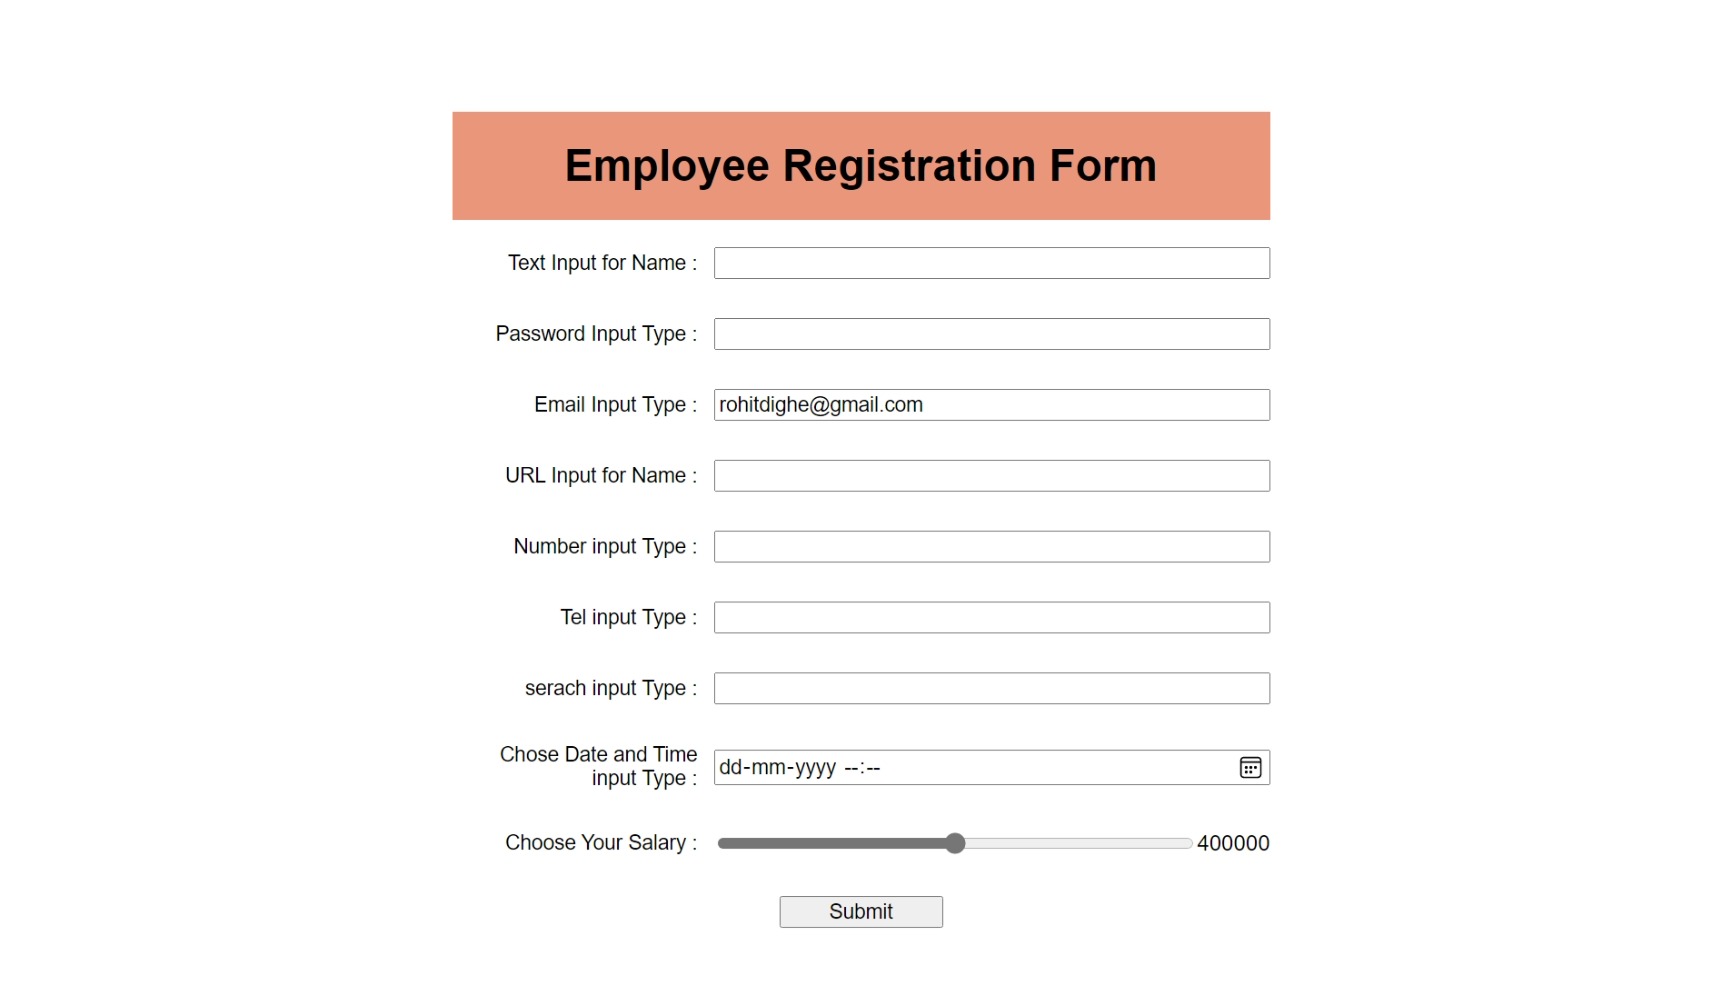 Employee Registration Form
Text Input for Name :
Password Input Type :
Email Input Type : rohitdighe@gmail.com
URL Input for Name :
Number input Type :
Tel input Type :
serach input Type :
Chose Date and Time
input Type : dd-mm-yyyy --:--
Choose Your Salary : 400000
Submit